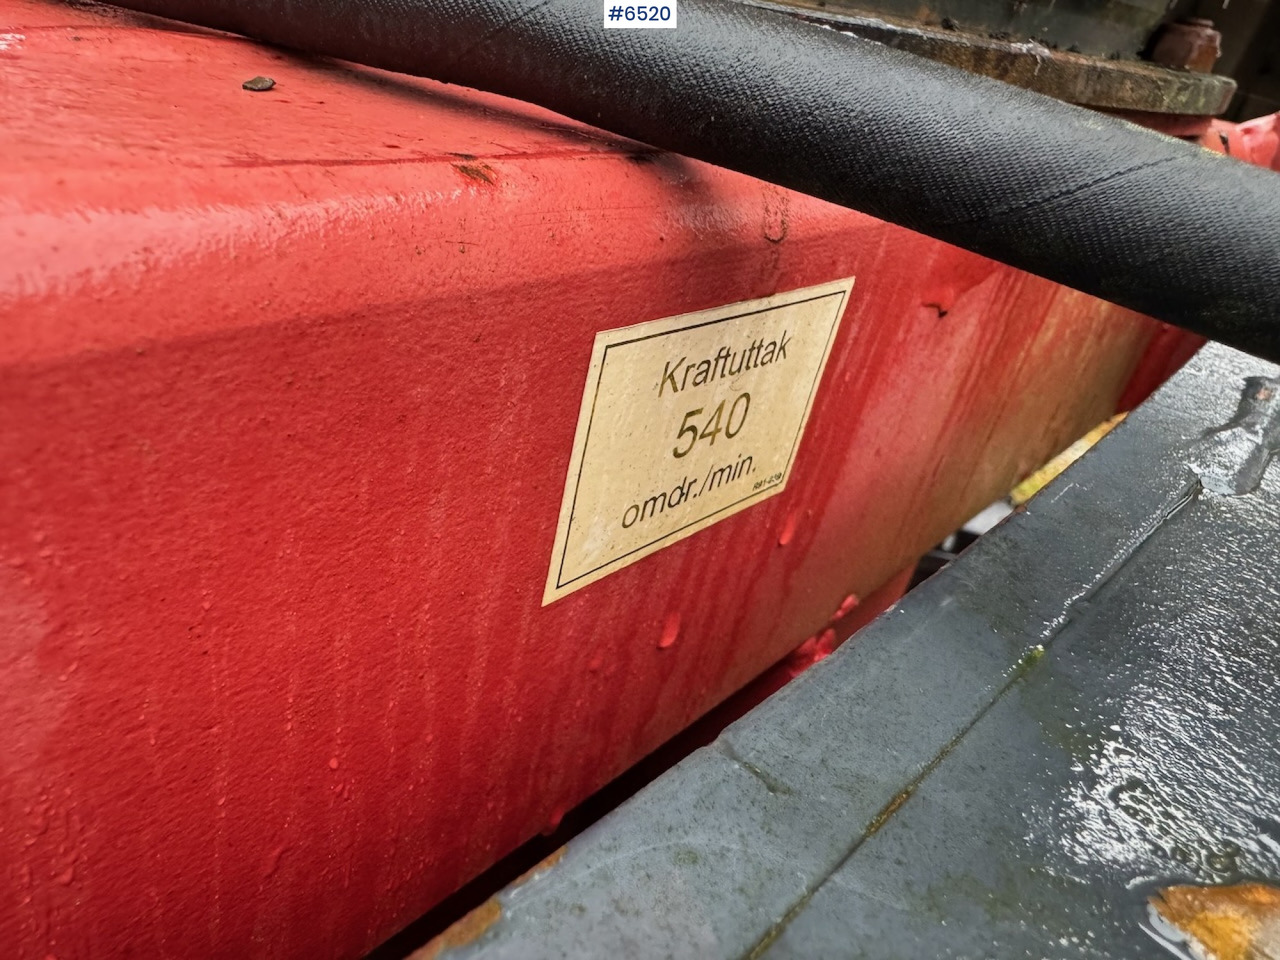 #6520
Kraftuttak
540
omdr./min.